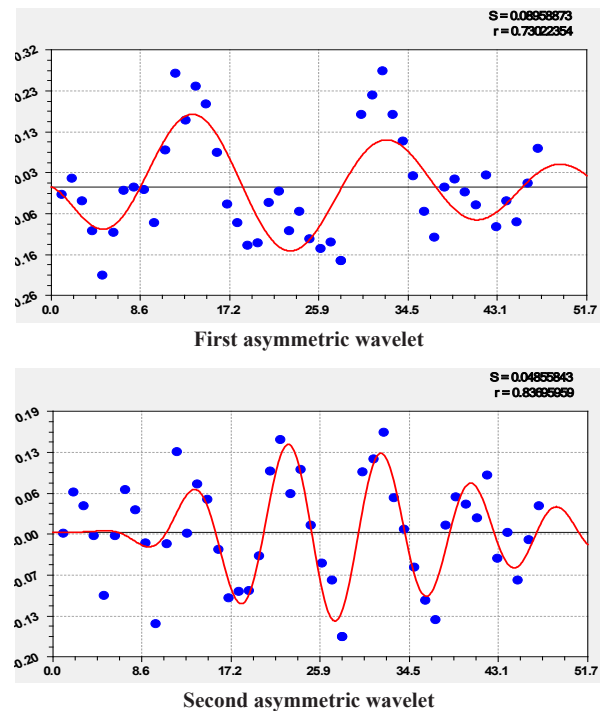 S = 0.08958873
r = 0.73022354
0.32
0.23
0.13
0.03
0.06
0.16
0.26
0.0 8.6 17.2 25.9 34.5 43.1 51.7
First asymmetric wavelet
S = 0.04855843
r = 0.83695959
0.19
0.13
0.06
-0.00
-0.07
-0.13
-0.20
0.0 8.6 17.2 25.9 34.5 43.1 51.7
Second asymmetric wavelet